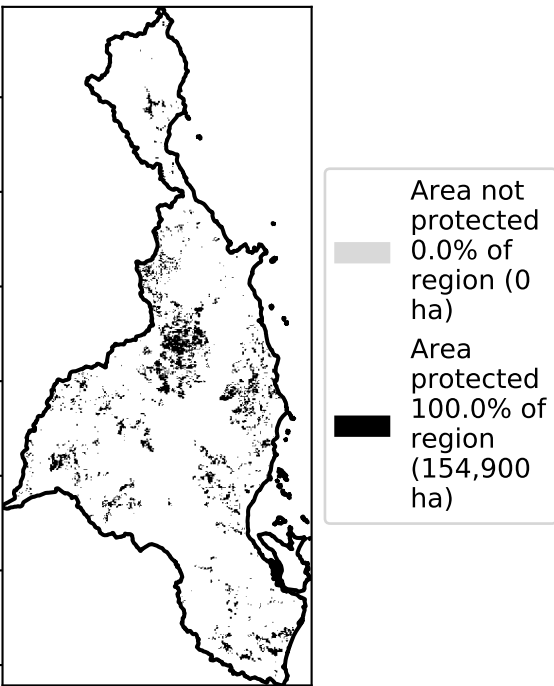 Area not
protected
0.0% of
region (0
ha)
Area
protected
100.0% of
region
(154,900
ha)